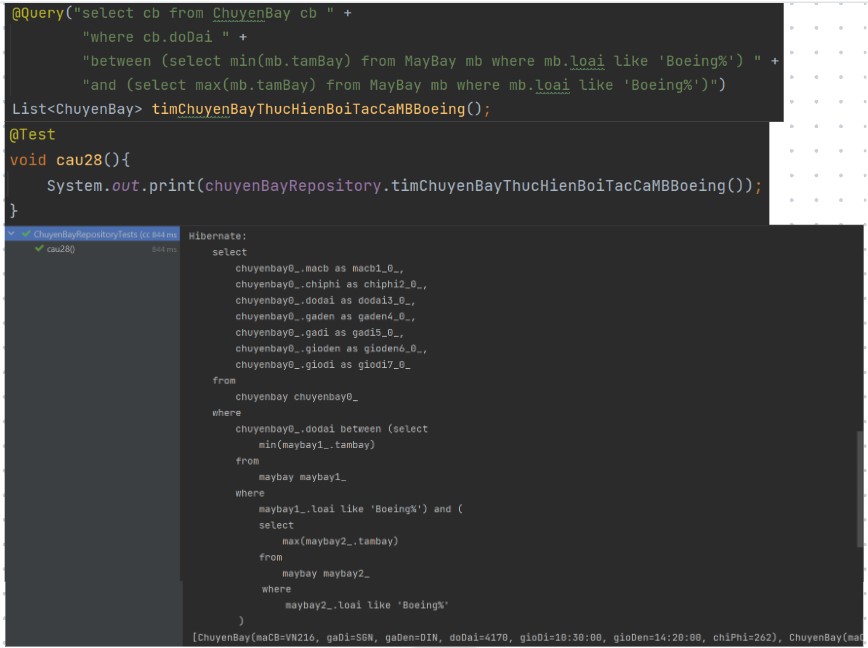 @Query("select cb from ChuyenBay cb " +
"where cb.doDai " +
"between (select min(mb.tamBay) from MayBay mb where mb.loai like 'Boeing%') " +
"and (select max(mb.tamBay) from MayBay mb where mb.loai like 'Boeing%')")
List<ChuyenBay> timChuyenBayThucHienBoiTacCaMBBoeing();
@Test
void cau28(){
System.out.print(chuyenBayRepository.timChuyenBayThucHienBoiTacCaMBBoeing());
}
ChuyenBayRepositoryTests (cc 844 ms
cau28() 844 ms
Hibernate:
select
chuyenbay0_.macb as macb1_0_,
chuyenbay0_.chiphi as chiphi2_0_,
chuyenbay0_.dodai as dodai3_0_,
chuyenbay0_.gaden as gaden4_0_,
chuyenbay0_.gadi as gadi5_0_,
chuyenbay0_.gioden as gioden6_0_,
chuyenbay0_.giodi as giodi7_0_
from
chuyenbay chuyenbay0_
where
chuyenbay0_.dodai between (select
min(maybay1_.tambay)
from
maybay maybay1_
where
maybay1_.loai like 'Boeing%') and (
select
max(maybay2_.tambay)
from
maybay maybay2_
where
maybay2_.loai like 'Boeing%'
)
[ChuyenBay(maCB=VN216, gaDi=SGN, gaDen=DIN, doDai=4170, gioDi=10:30:00, gioDen=14:20:00, chiPhi=262), ChuyenBay(maC